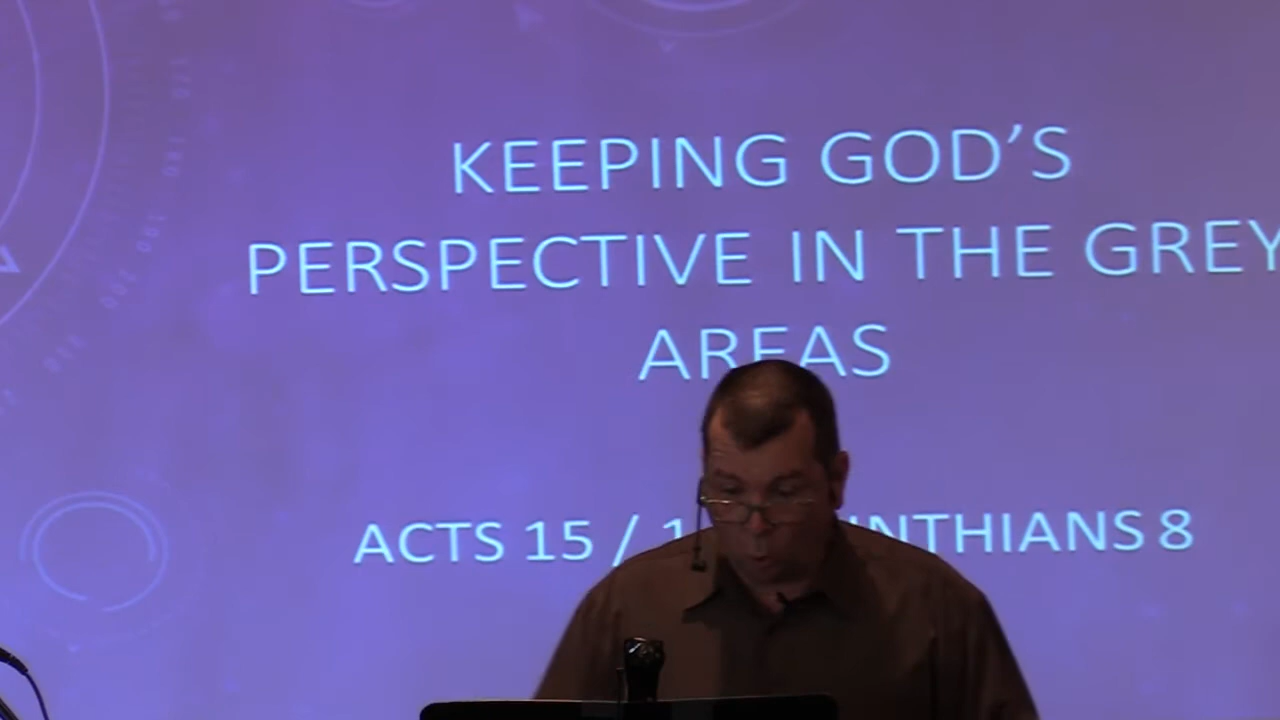 KEEPING GOD'S
PERSPECTIVE IN THE GREY
AREAS
ACTS 15 / 1 INTHIANS 8